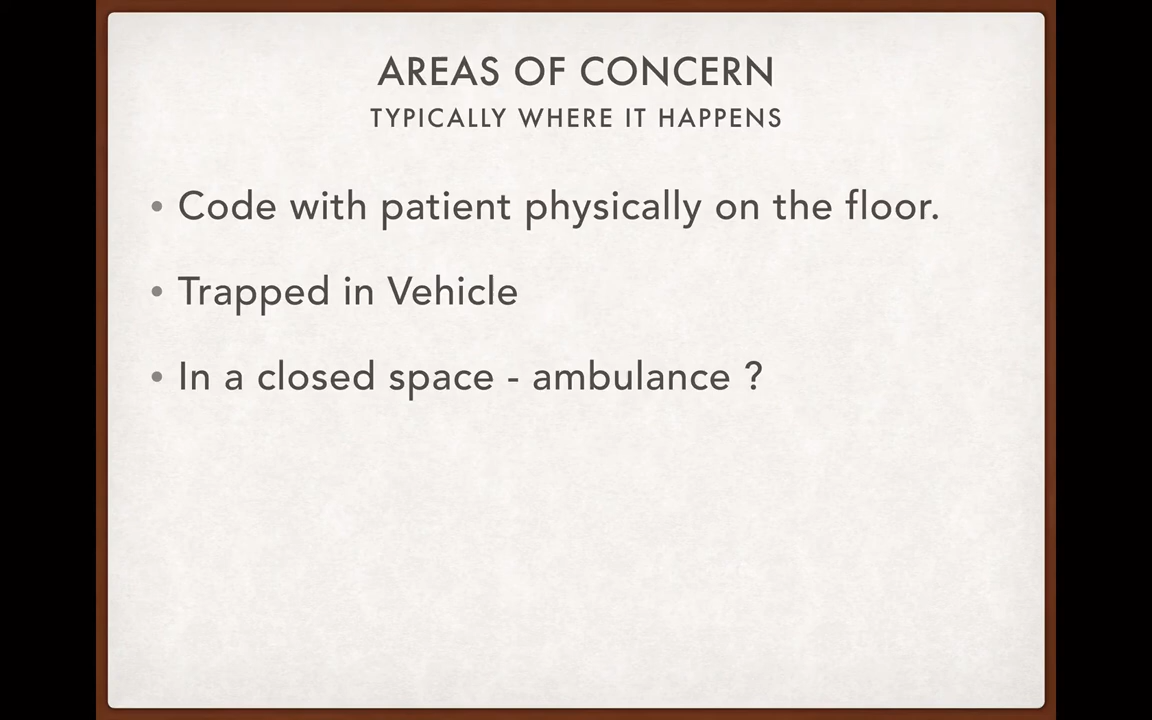 AREAS OF CONCERN
TYPICALLY WHERE IT HAPPENS
• Code with patient physically on the floor.
• Trapped in Vehicle
• In a closed space - ambulance ?